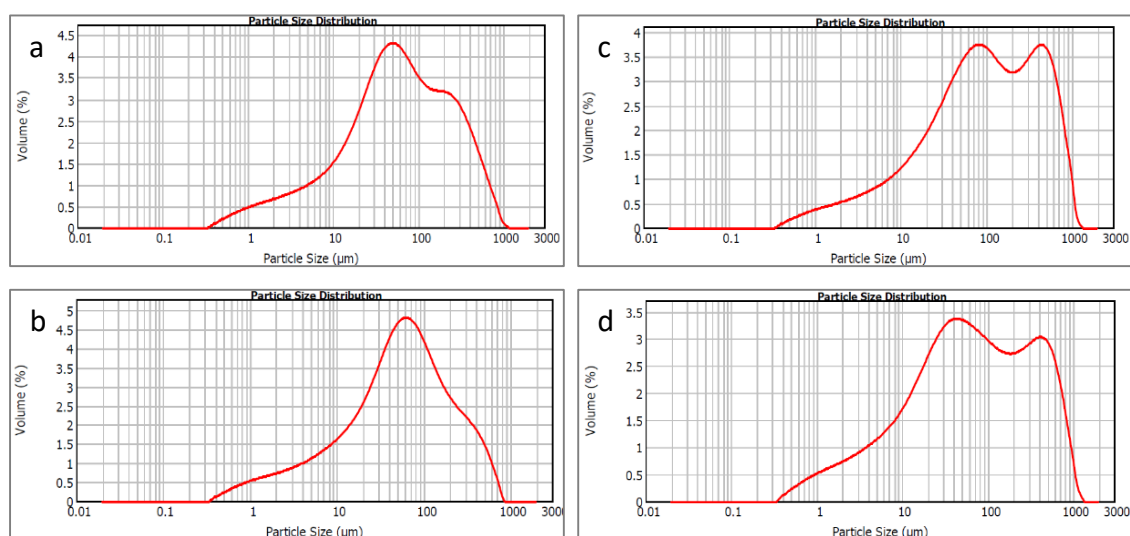 a
Particle Size Distribution
4.5
4
3.5
3
2.5
2
1.5
1
0.5
0
Volume (%)
0.01 0.1 1 10 100 1000 3000
Particle Size (µm)
c
Particle Size Distribution
4
3.5
3
2.5
2
1.5
1
0.5
0
Volume (%)
0.01 0.1 1 10 100 1000 3000
Particle Size (µm)
b
Particle Size Distribution
5
4.5
4
3.5
3
2.5
2
1.5
1
0.5
0
Volume (%)
0.01 0.1 1 10 100 1000 300
Particle Size (µm)
d
Particle Size Distribution
3.5
3
2.5
2
1.5
1
0.5
0
Volume (%)
0.01 0.1 1 10 100 1000 3000
Particle Size (µm)